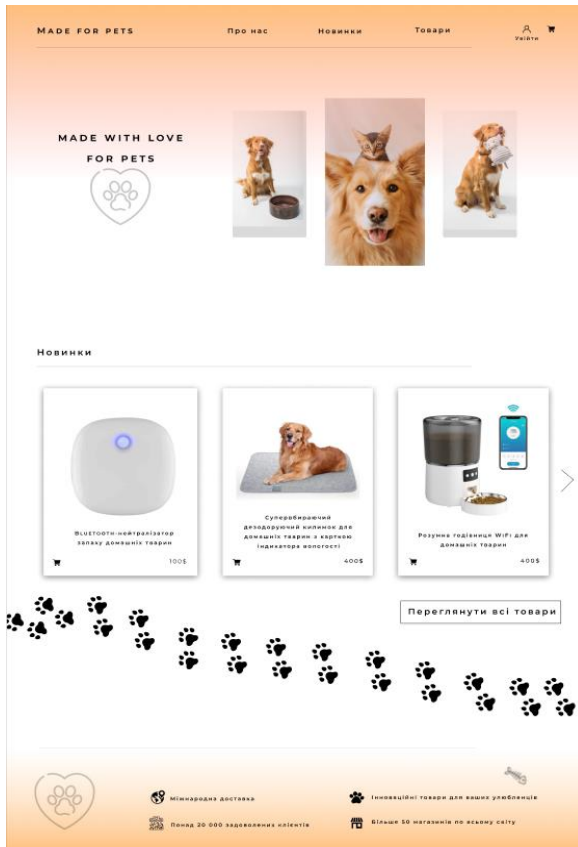 MADE FOR PETS
Про нас
Новинки
Товари
Увійти
MADE WITH LOVE
FOR PETS
Новинки
BLUETOOTH-нейтралізатор
запаху домашніх тварин
100$
Супервбираючий
дезодоруючий килимок для
домашніх тварин з карткою
індикатора вологості
400$
Розумна годівниця WiFi для
домашніх тварин
400$
Переглянути всі товари
Міжнародна доставка
Інноваційні товари для ваших улюбленців
Понад 20 000 задоволених клієнтів
Більше 50 магазинів по всьому світу